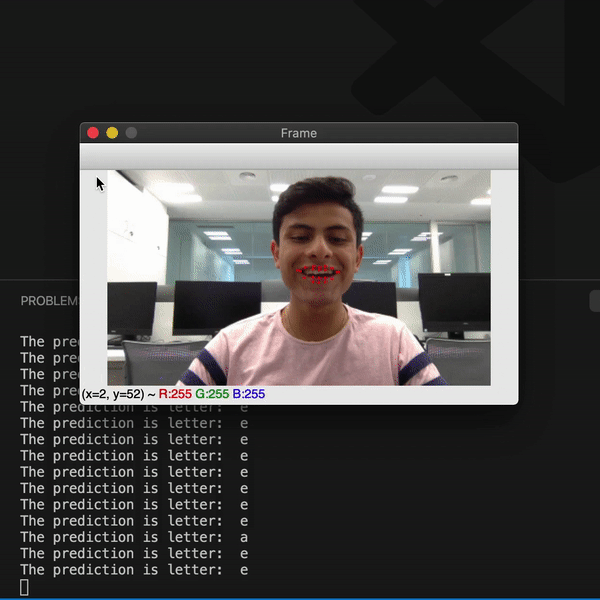 Frame
PROBLEM
The pred
The pred
The pred
The pred
(x=2, y=52) ~ R:255 G:255 B:255
The prediction is letter: e
The prediction is letter: e
The prediction is letter: e
The prediction is letter: e
The prediction is letter: e
The prediction is letter: e
The prediction is letter: e
The prediction is letter: e
The prediction is letter: a
The prediction is letter: e
The prediction is letter: e